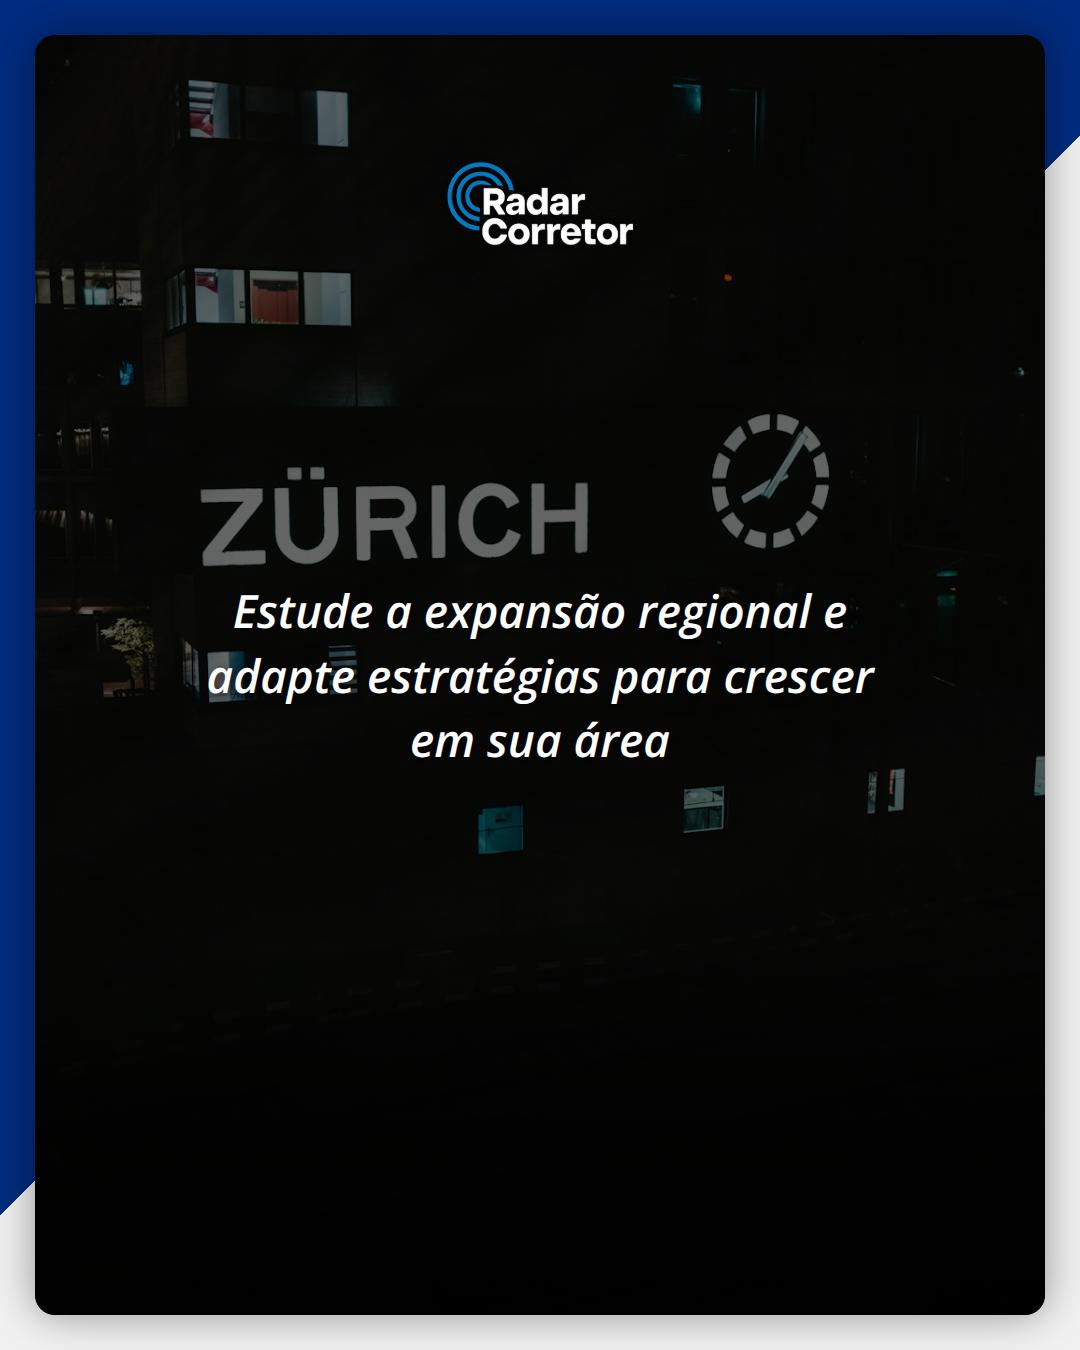 Radar
Corretor
ZÜRICH
Estude a expansão regional e
adapte estratégias para crescer
em sua área